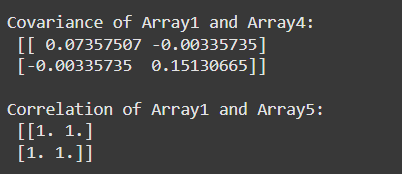 Covariance of Array1 and Array4:
[[ 0.07357507 -0.00335735]
[-0.00335735  0.15130665]]
Correlation of Array1 and Array5:
[[1. 1.]
[1. 1.]]